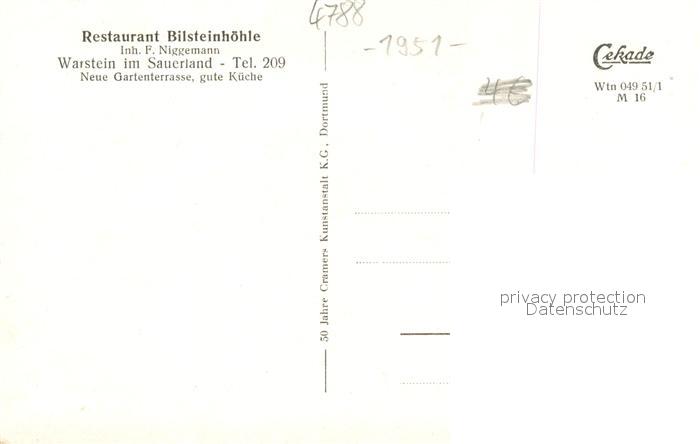 Restaurant Bilsteinhöhle
Inh. F. Niggemann
Warstein im Sauerland - Tel. 209
Neue Gartenterrasse, gute Küche
4788
- 1951 -
Cekade
Wtn 049 51/1
M 16
50 Jahre Cramers Kunstanstalt K.G., Dortmund
privacy protection
Datenschutz